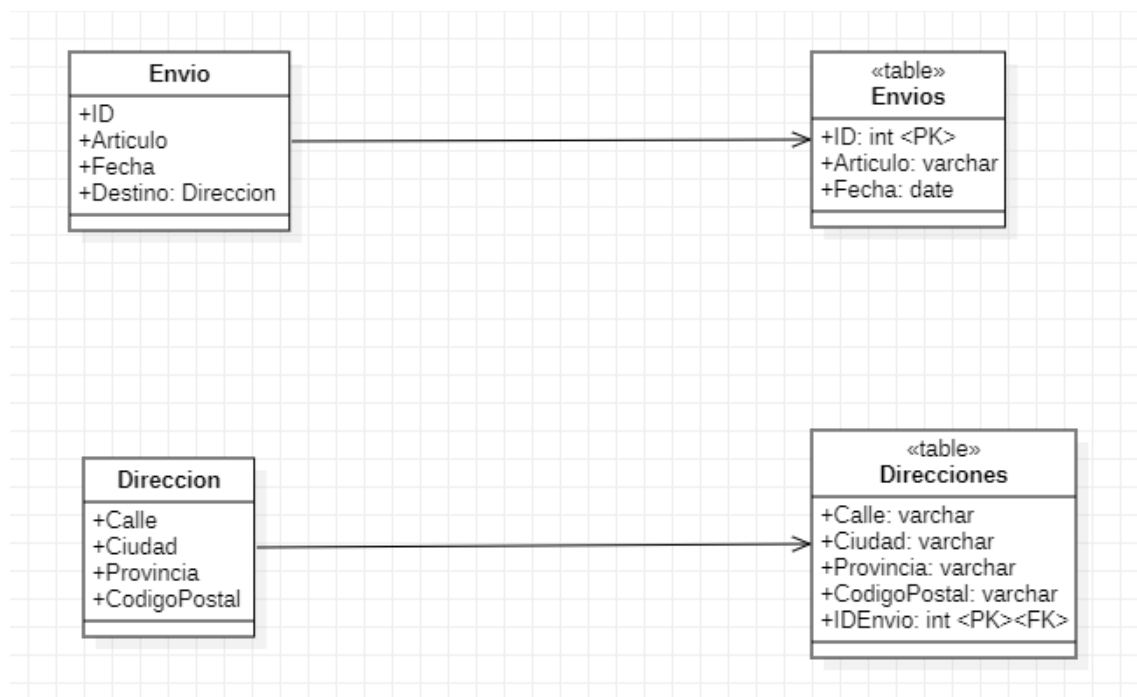 Envio
+ID
+Articulo
+Fecha
+Destino: Direccion
«table»
Envios
+ID: int <PK>
+Articulo: varchar
+Fecha: date
Direccion
+Calle
+Ciudad
+Provincia
+CodigoPostal
«table»
Direcciones
+Calle: varchar
+Ciudad: varchar
+Provincia: varchar
+CodigoPostal: varchar
+IDEnvio: int <PK><FK>